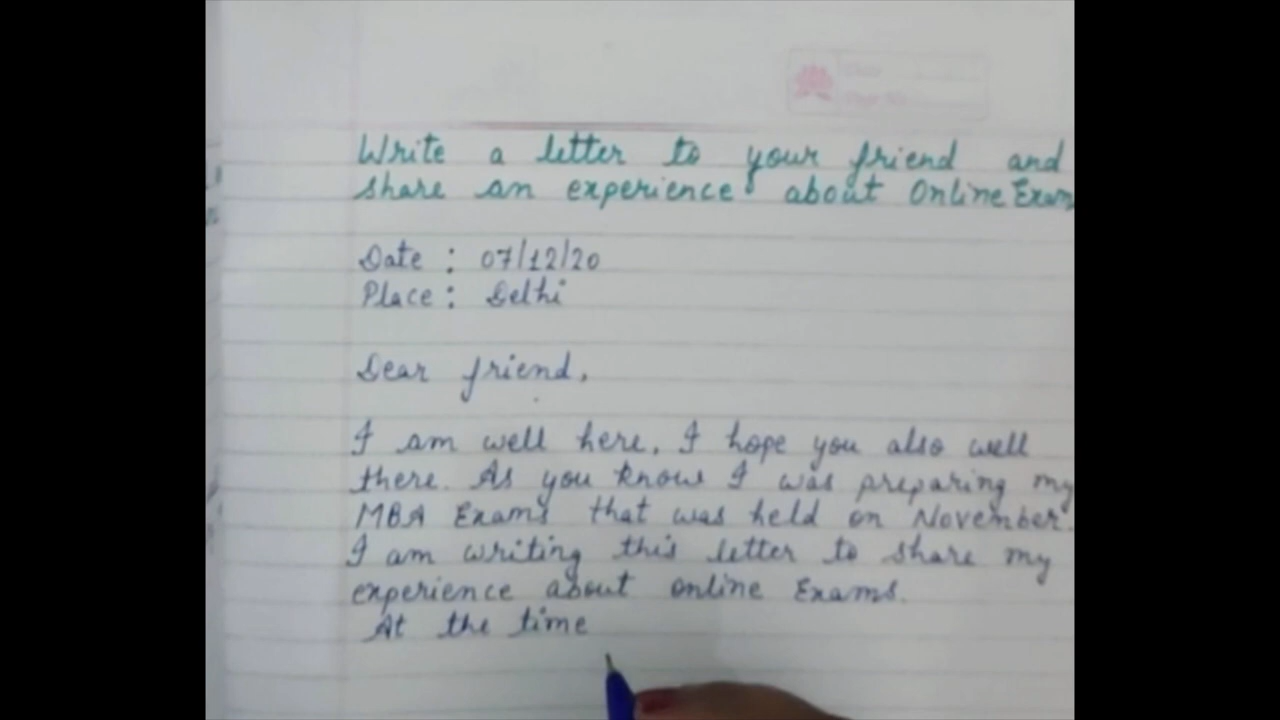 Write a letter to your friend and
share an experience about Online Exam
Date : 07/12/20
Place : Delhi
Dear friend,
I am well here. I hope you also well
there. As you know I was preparing my
MBA Exams that was held on November.
I am writing this letter to share my
experience about online Exams.
At the time